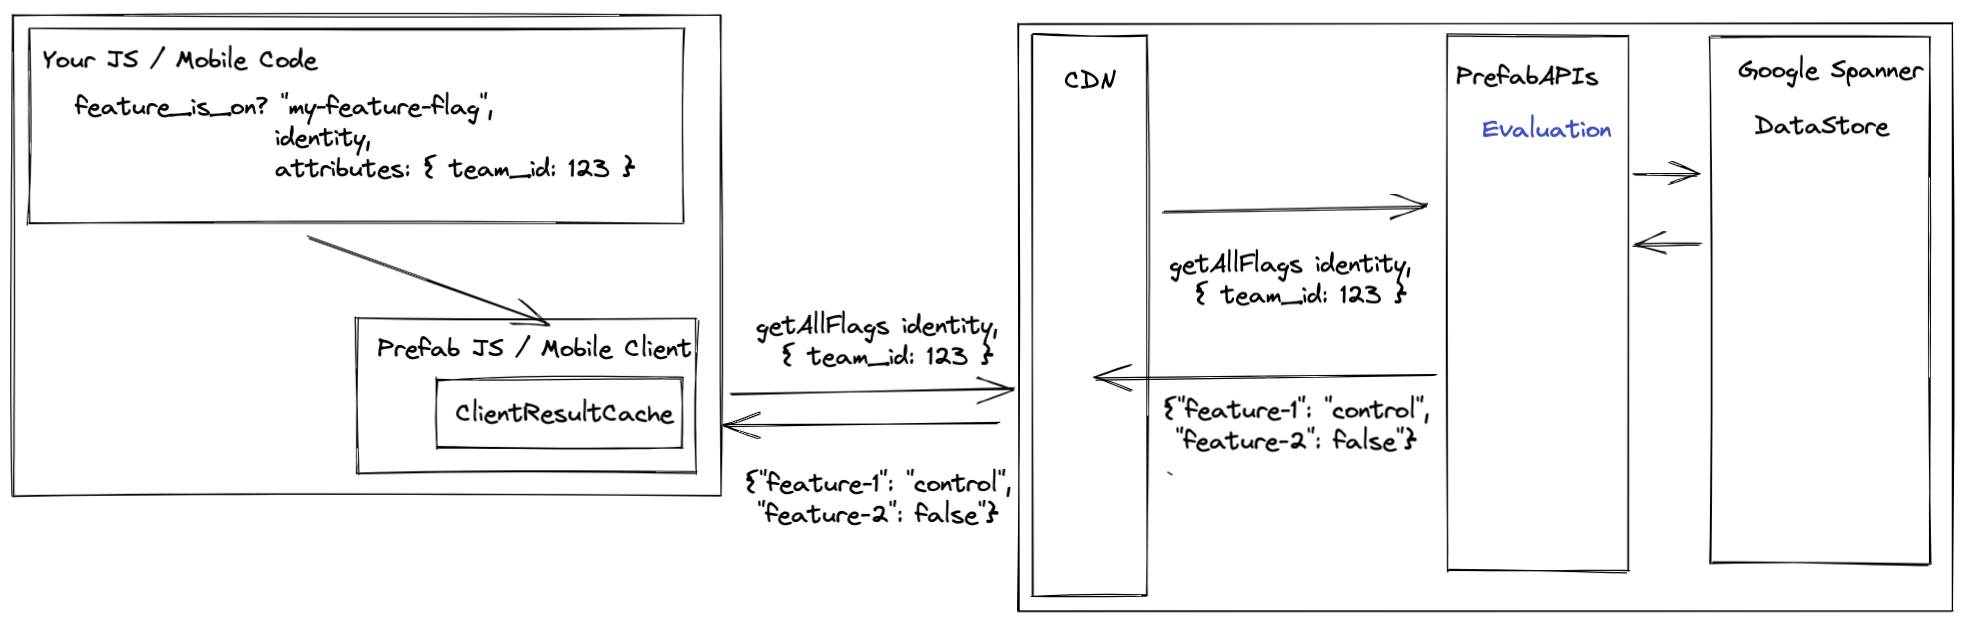 Your JS / Mobile Code
feature_is_on? "my-feature-flag",
identity,
attributes: { team_id: 123 }
Prefab JS / Mobile Client
ClientResultCache
getAllFlags identity,
{ team_id: 123 }
{"feature-1": "control",
"feature-2": false"}
CDN
getAllFlags identity,
{ team_id: 123 }
{"feature-1": "control",
"feature-2": false"}
PrefabAPIs
Evaluation
Google Spanner
DataStore